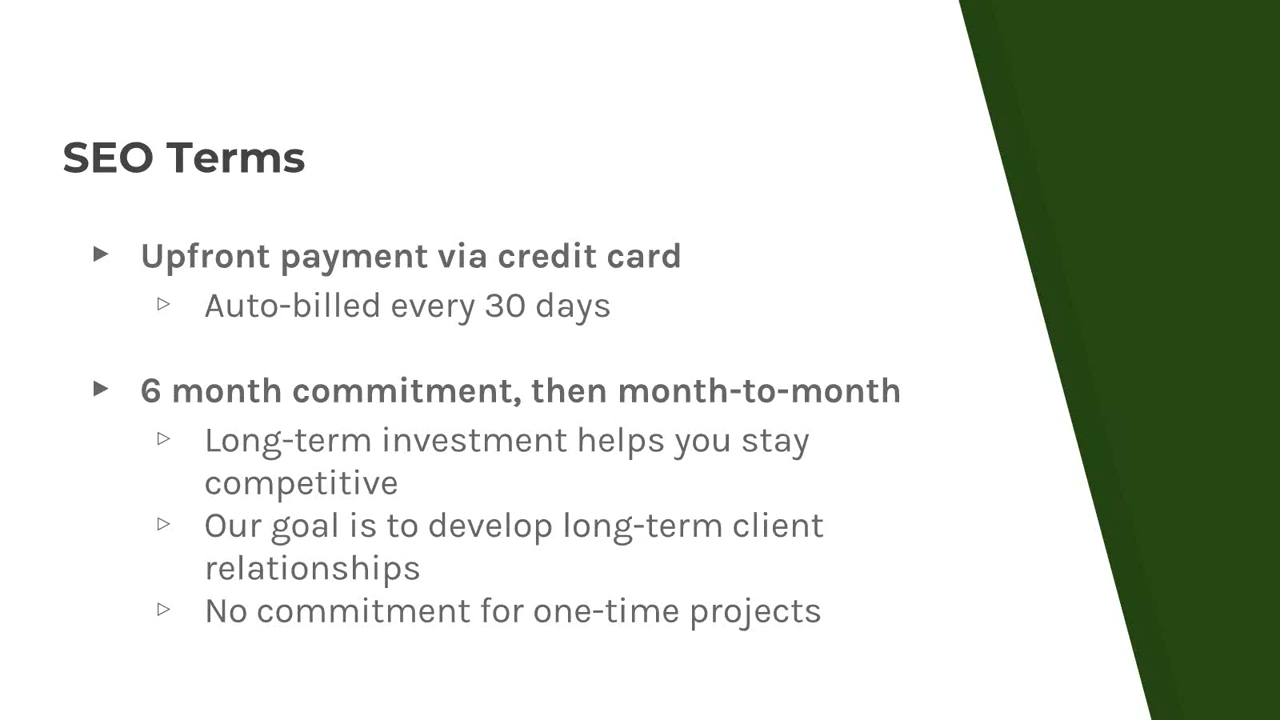 SEO Terms
Upfront payment via credit card
Auto-billed every 30 days
6 month commitment, then month-to-month
Long-term investment helps you stay
competitive
Our goal is to develop long-term client
relationships
No commitment for one-time projects